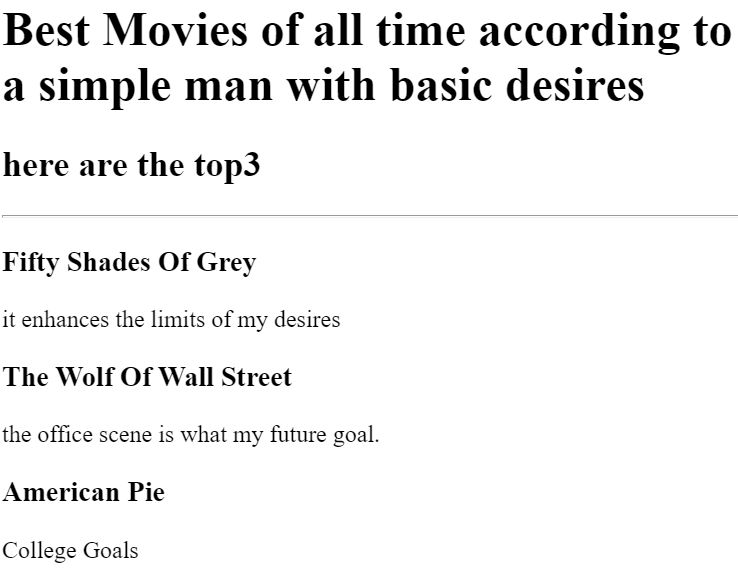 Best Movies of all time according to
a simple man with basic desires
here are the top3
Fifty Shades Of Grey
it enhances the limits of my desires
The Wolf Of Wall Street
the office scene is what my future goal.
American Pie
College Goals